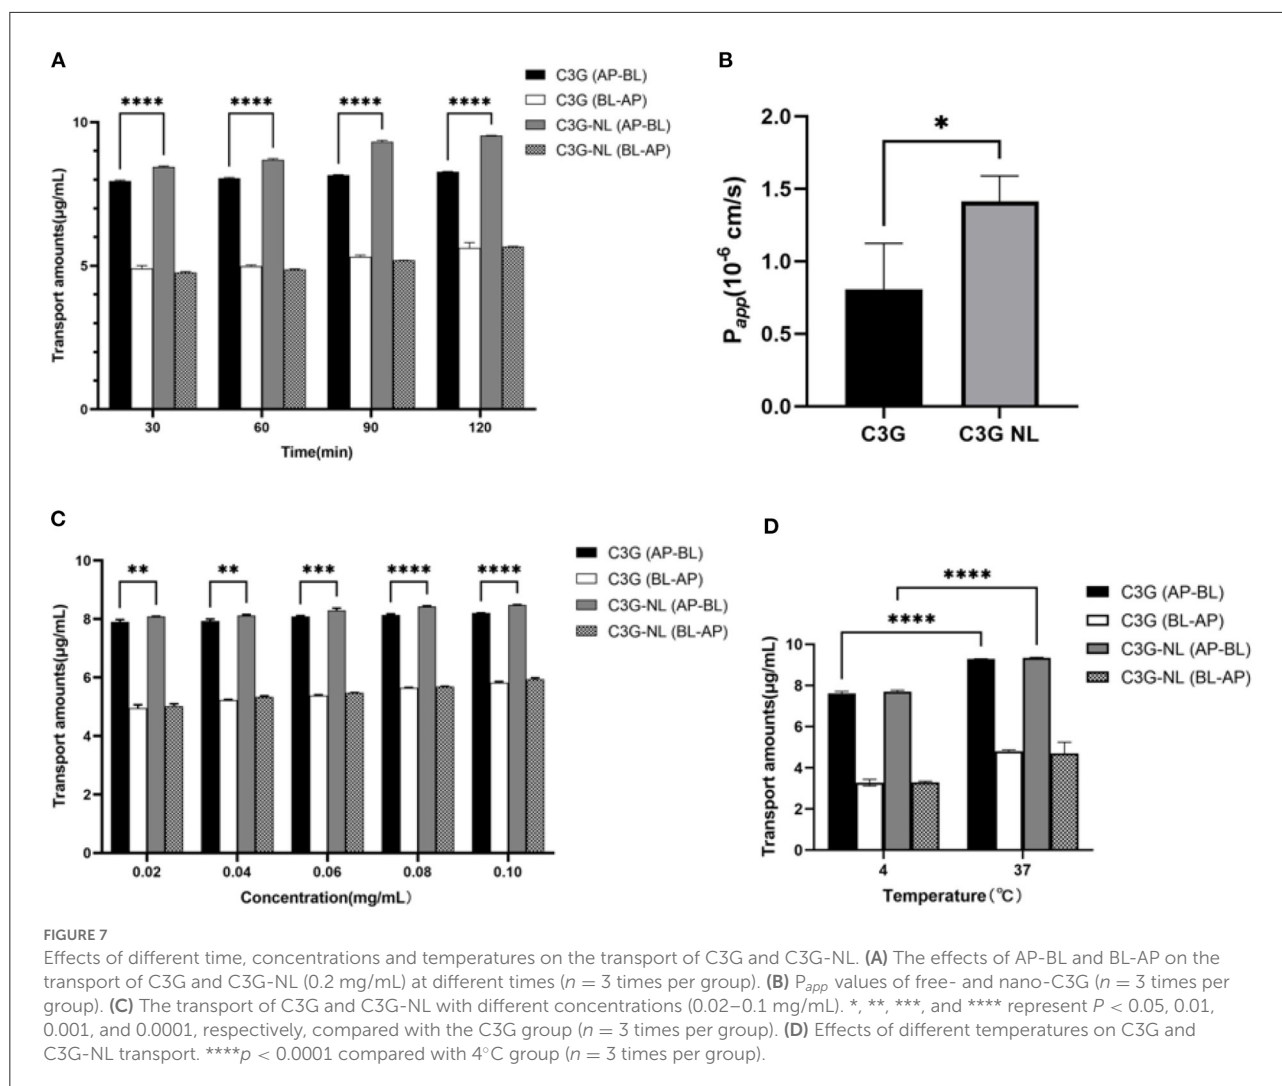 A
C3G (AP-BL)
C3G (BL-AP)
C3G-NL (AP-BL)
C3G-NL (BL-AP)
**** **** **** ****
Transport amounts(μg/mL)
10
5
0
30 60 90 120
Time(min)
B
*
P_app(10^-6 cm/s)
2.0
1.5
1.0
0.5
0.0
C3G C3G NL
C
C3G (AP-BL)
C3G (BL-AP)
C3G-NL (AP-BL)
C3G-NL (BL-AP)
** ** *** **** ****
Transport amounts(μg/mL)
10
8
6
4
2
0
0.02 0.04 0.06 0.08 0.10
Concentration(mg/mL)
D
C3G (AP-BL)
C3G (BL-AP)
C3G-NL (AP-BL)
C3G-NL (BL-AP)
****
****
Transport amounts(μg/mL)
10
8
6
4
2
0
4 37
Temperature(℃)
FIGURE 7
Effects of different time, concentrations and temperatures on the transport of C3G and C3G-NL. (A) The effects of AP-BL and BL-AP on the
transport of C3G and C3G-NL (0.2 mg/mL) at different times (n = 3 times per group). (B) P_app values of free- and nano-C3G (n = 3 times per
group). (C) The transport of C3G and C3G-NL with different concentrations (0.02–0.1 mg/mL). *, **, ***, and **** represent P < 0.05, 0.01,
0.001, and 0.0001, respectively, compared with the C3G group (n = 3 times per group). (D) Effects of different temperatures on C3G and
C3G-NL transport. ****p < 0.0001 compared with 4°C group (n = 3 times per group).